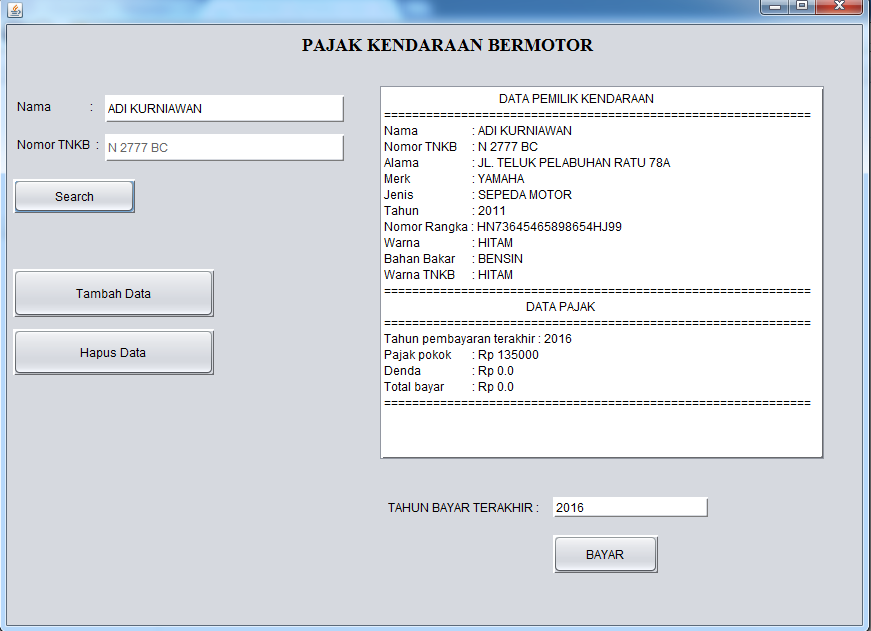 PAJAK KENDARAAN BERMOTOR
Nama : ADI KURNIAWAN
Nomor TNKB : N 2777 BC
Search
Tambah Data
Hapus Data
DATA PEMILIK KENDARAAN
=============================================================
Nama : ADI KURNIAWAN
Nomor TNKB : N 2777 BC
Alama : JL. TELUK PELABUHAN RATU 78A
Merk : YAMAHA
Jenis : SEPEDA MOTOR
Tahun : 2011
Nomor Rangka : HN73645465898654HJ99
Warna : HITAM
Bahan Bakar : BENSIN
Warna TNKB : HITAM
=============================================================
DATA PAJAK
=============================================================
Tahun pembayaran terakhir : 2016
Pajak pokok : Rp 135000
Denda : Rp 0.0
Total bayar : Rp 0.0
=============================================================
TAHUN BAYAR TERAKHIR : 2016
BAYAR